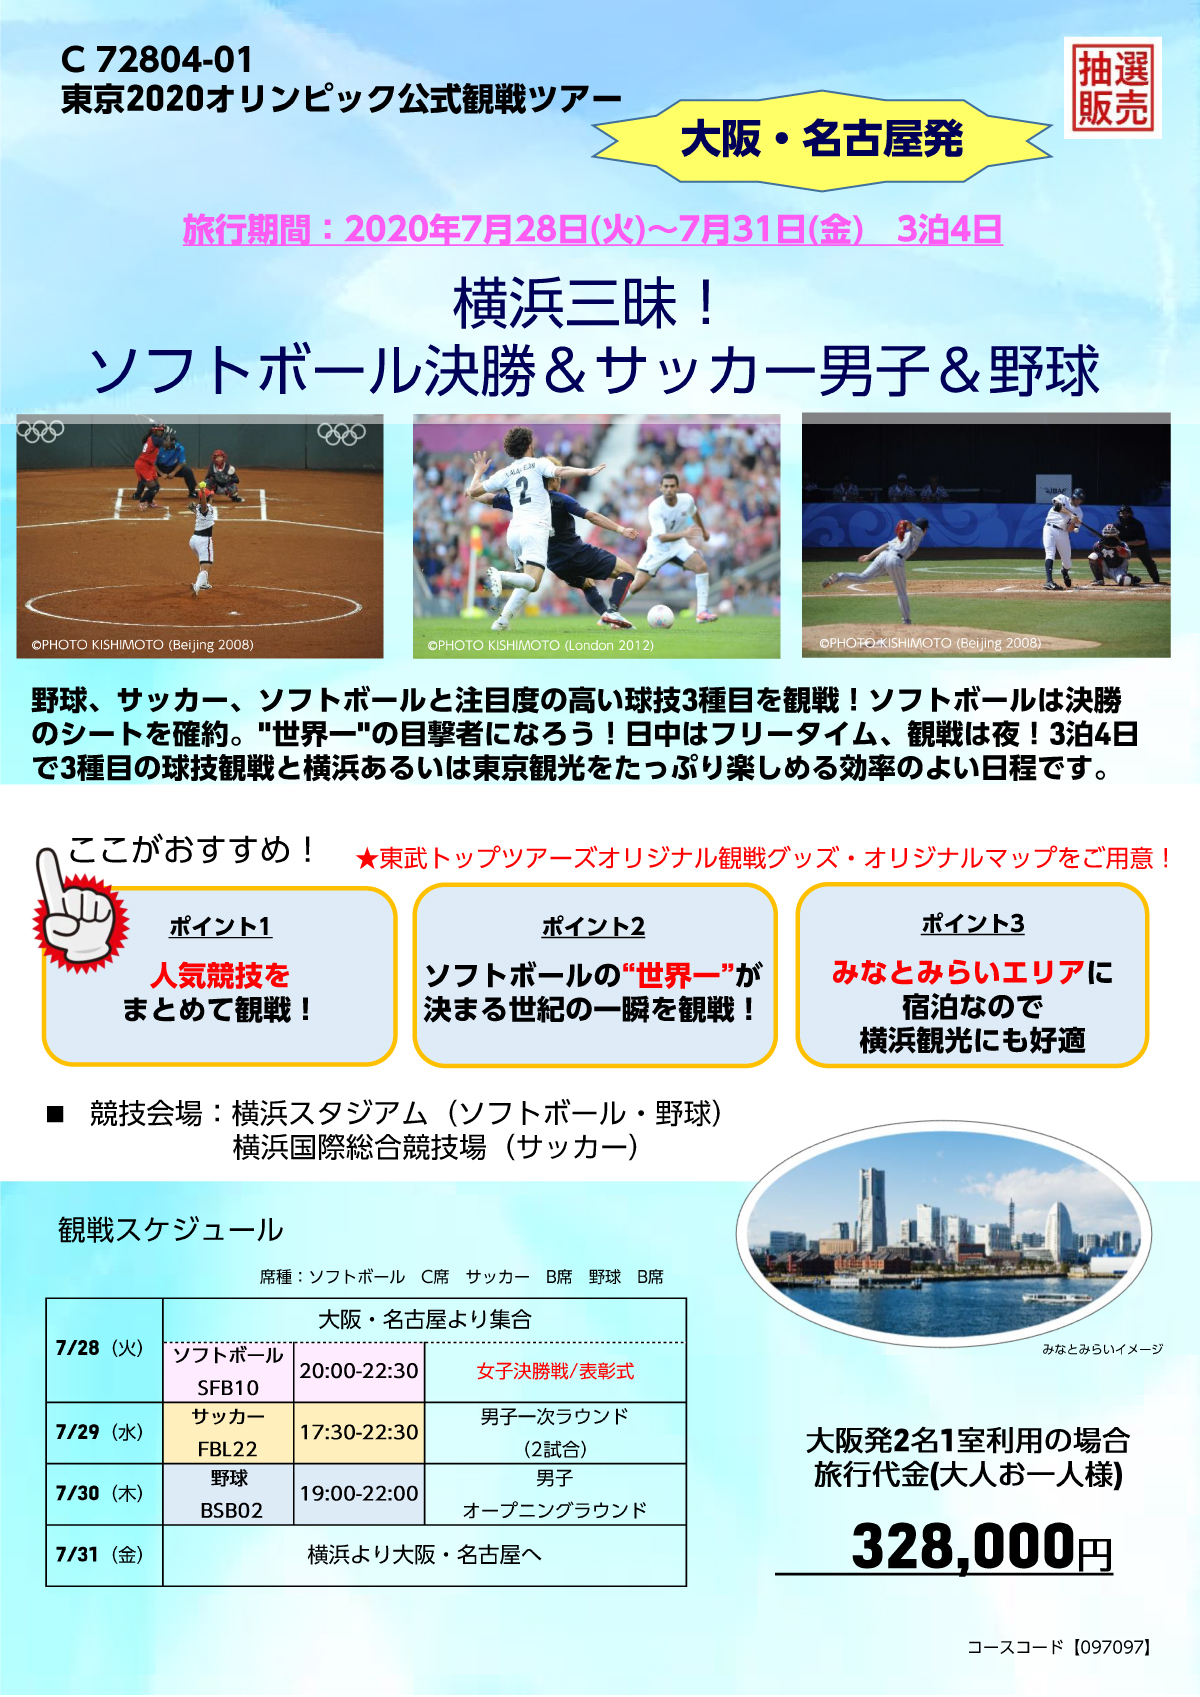 C 72804-01
東京2020オリンピック公式観戦ツアー
抽選
販売
大阪・名古屋発
旅行期間：2020年7月28日(火)～7月31日(金)　3泊4日
横浜三昧！
ソフトボール決勝＆サッカー男子＆野球
©PHOTO KISHIMOTO (Beijing 2008)
©PHOTO KISHIMOTO (London 2012)
©PHOTO KISHIMOTO (Beijing 2008)
野球、サッカー、ソフトボールと注目度の高い球技3種目を観戦！ソフトボールは決勝
のシートを確約。"世界一"の目撃者になろう！日中はフリータイム、観戦は夜！3泊4日
で3種目の球技観戦と横浜あるいは東京観光をたっぷり楽しめる効率のよい日程です。
ここがおすすめ！
★東武トップツアーズオリジナル観戦グッズ・オリジナルマップをご用意！
ポイント1
人気競技を
まとめて観戦！
ポイント2
ソフトボールの“世界一”が
決まる世紀の一瞬を観戦！
ポイント3
みなとみらいエリアに
宿泊なので
横浜観光にも好適
■　競技会場：横浜スタジアム（ソフトボール・野球）
横浜国際総合競技場（サッカー）
観戦スケジュール
席種：ソフトボール　C席　サッカー　B席　野球　B席
7/28（火）
大阪・名古屋より集合
ソフトボール
SFB10
20:00-22:30
女子決勝戦/表彰式
7/29（水）
サッカー
FBL22
17:30-22:30
男子一次ラウンド
（2試合）
7/30（木）
野球
BSB02
19:00-22:00
男子
オープニングラウンド
7/31（金）
横浜より大阪・名古屋へ
みなとみらいイメージ
大阪発2名1室利用の場合
旅行代金(大人お一人様)
328,000円
コースコード【097097】